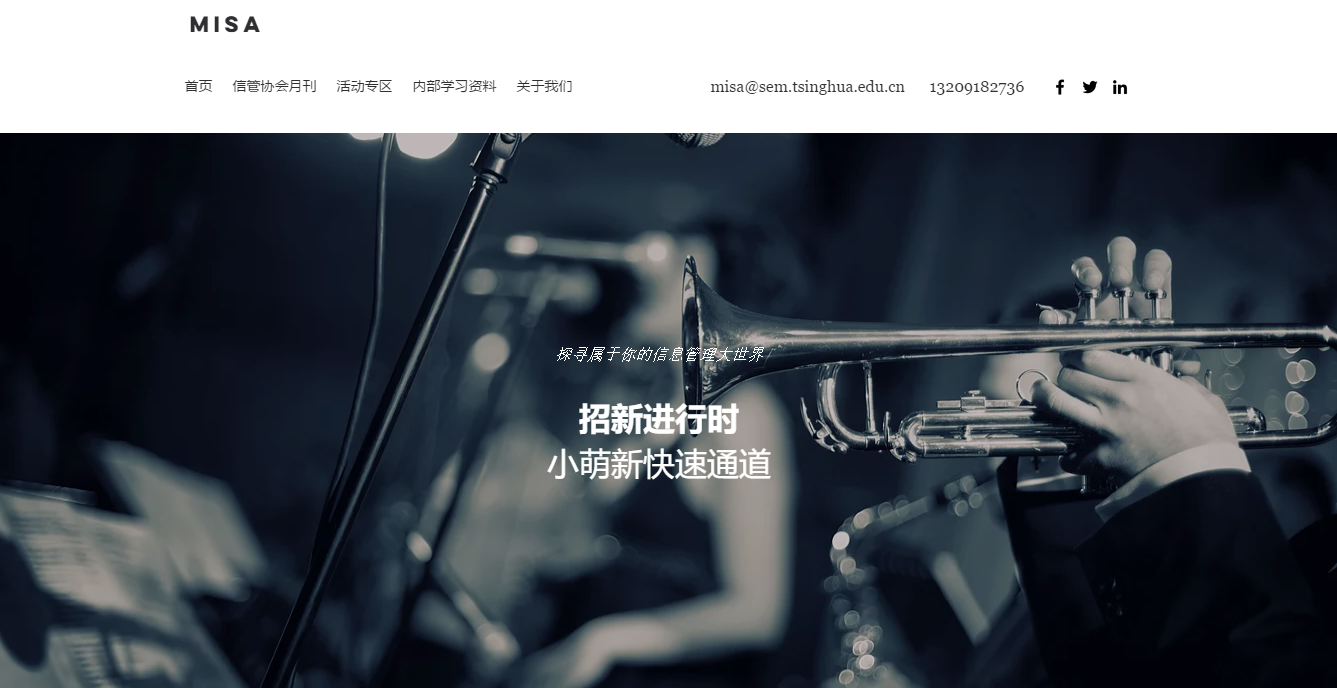 MISA
首页 信管协会月刊 活动专区 内部学习资料 关于我们 misa@sem.tsinghua.edu.cn 13209182736
探寻属于你的信息管理大世界
招新进行时
小萌新快速通道